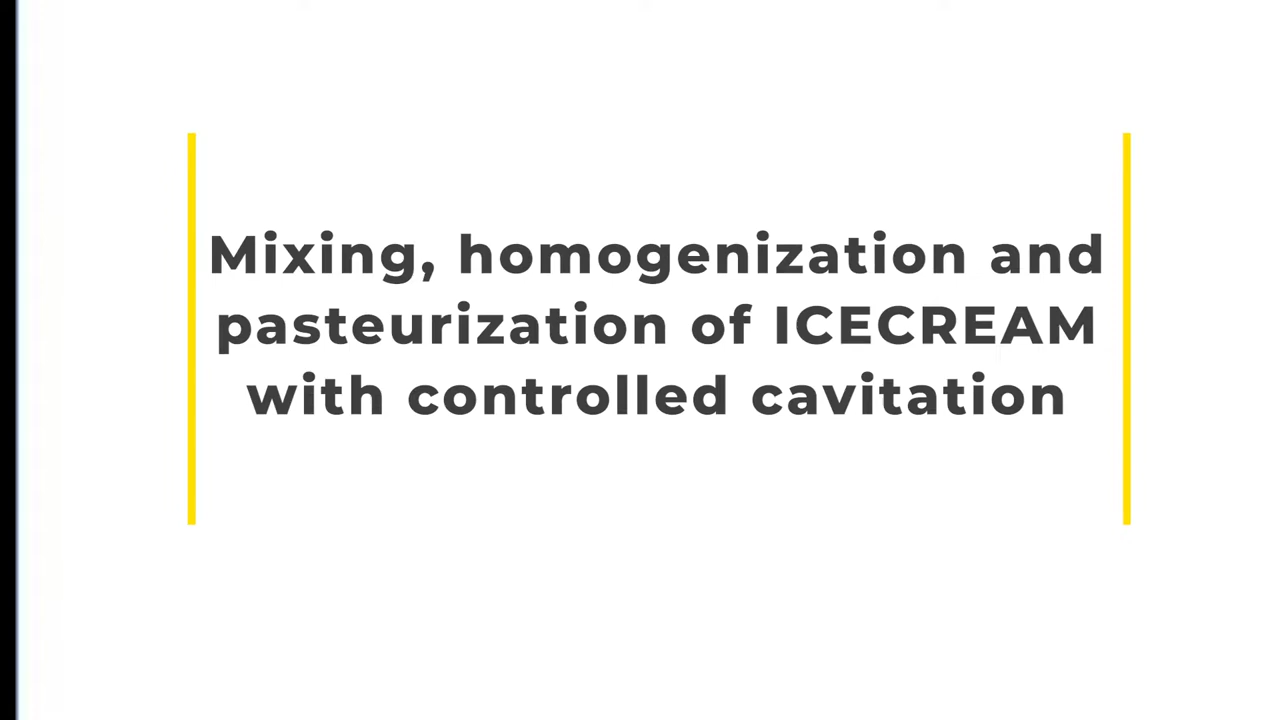 Mixing, homogenization and
pasteurization of ICECREAM
with controlled cavitation